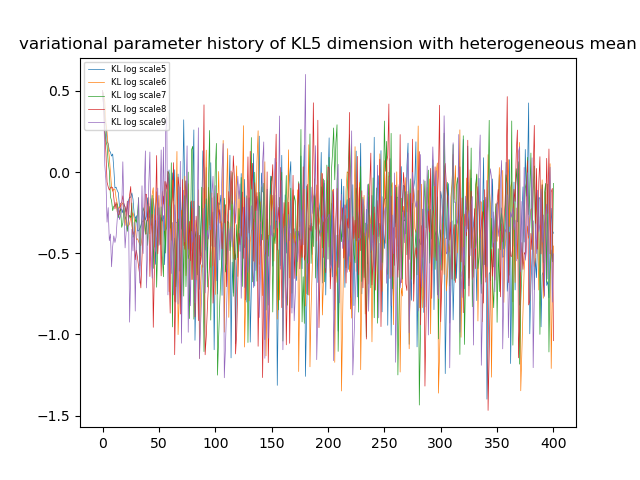 variational parameter history of KL5 dimension with heterogeneous mean
KL log scale5
KL log scale6
KL log scale7
KL log scale8
KL log scale9
0.5
0.0
−0.5
−1.0
−1.5
0 50 100 150 200 250 300 350 400